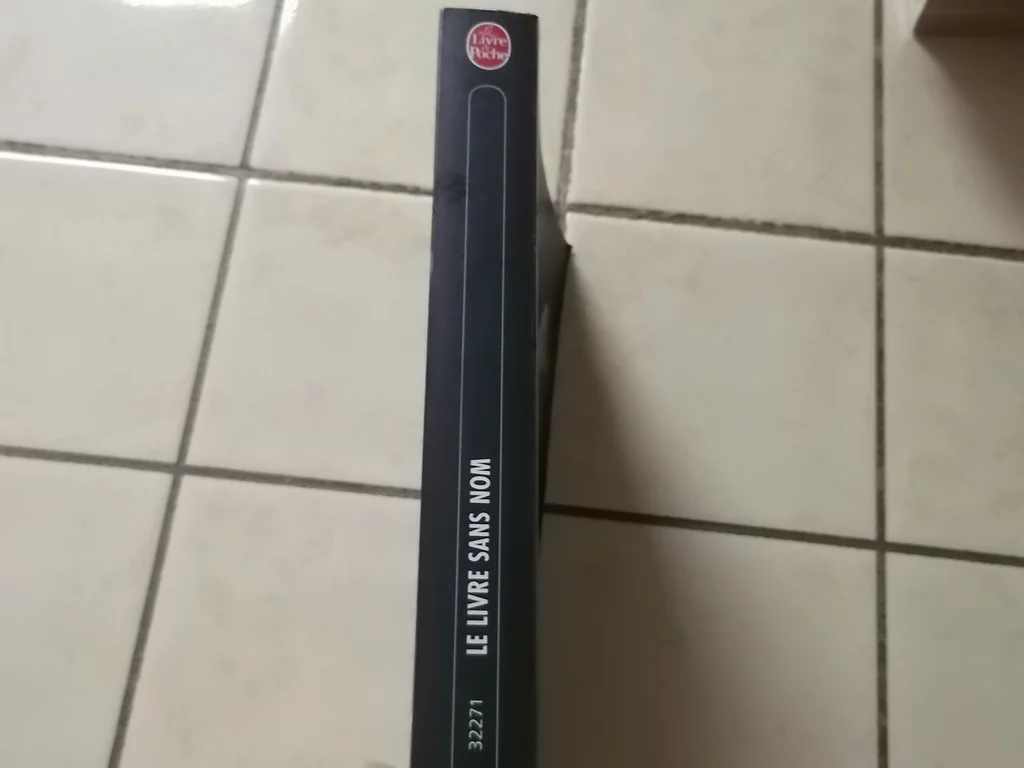 Le
Livre
de
Poche
LE LIVRE SANS NOM
32271